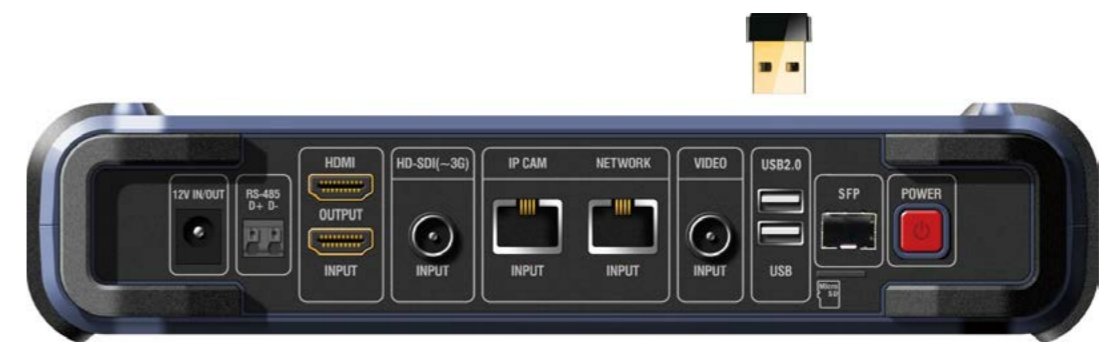 12V IN/OUT
RS-485
D+ D-
HDMI
OUTPUT
INPUT
HD-SDI(~3G)
INPUT
IP CAM
INPUT
NETWORK
INPUT
VIDEO
INPUT
USB2.0
USB
SFP
Micro
SD
POWER